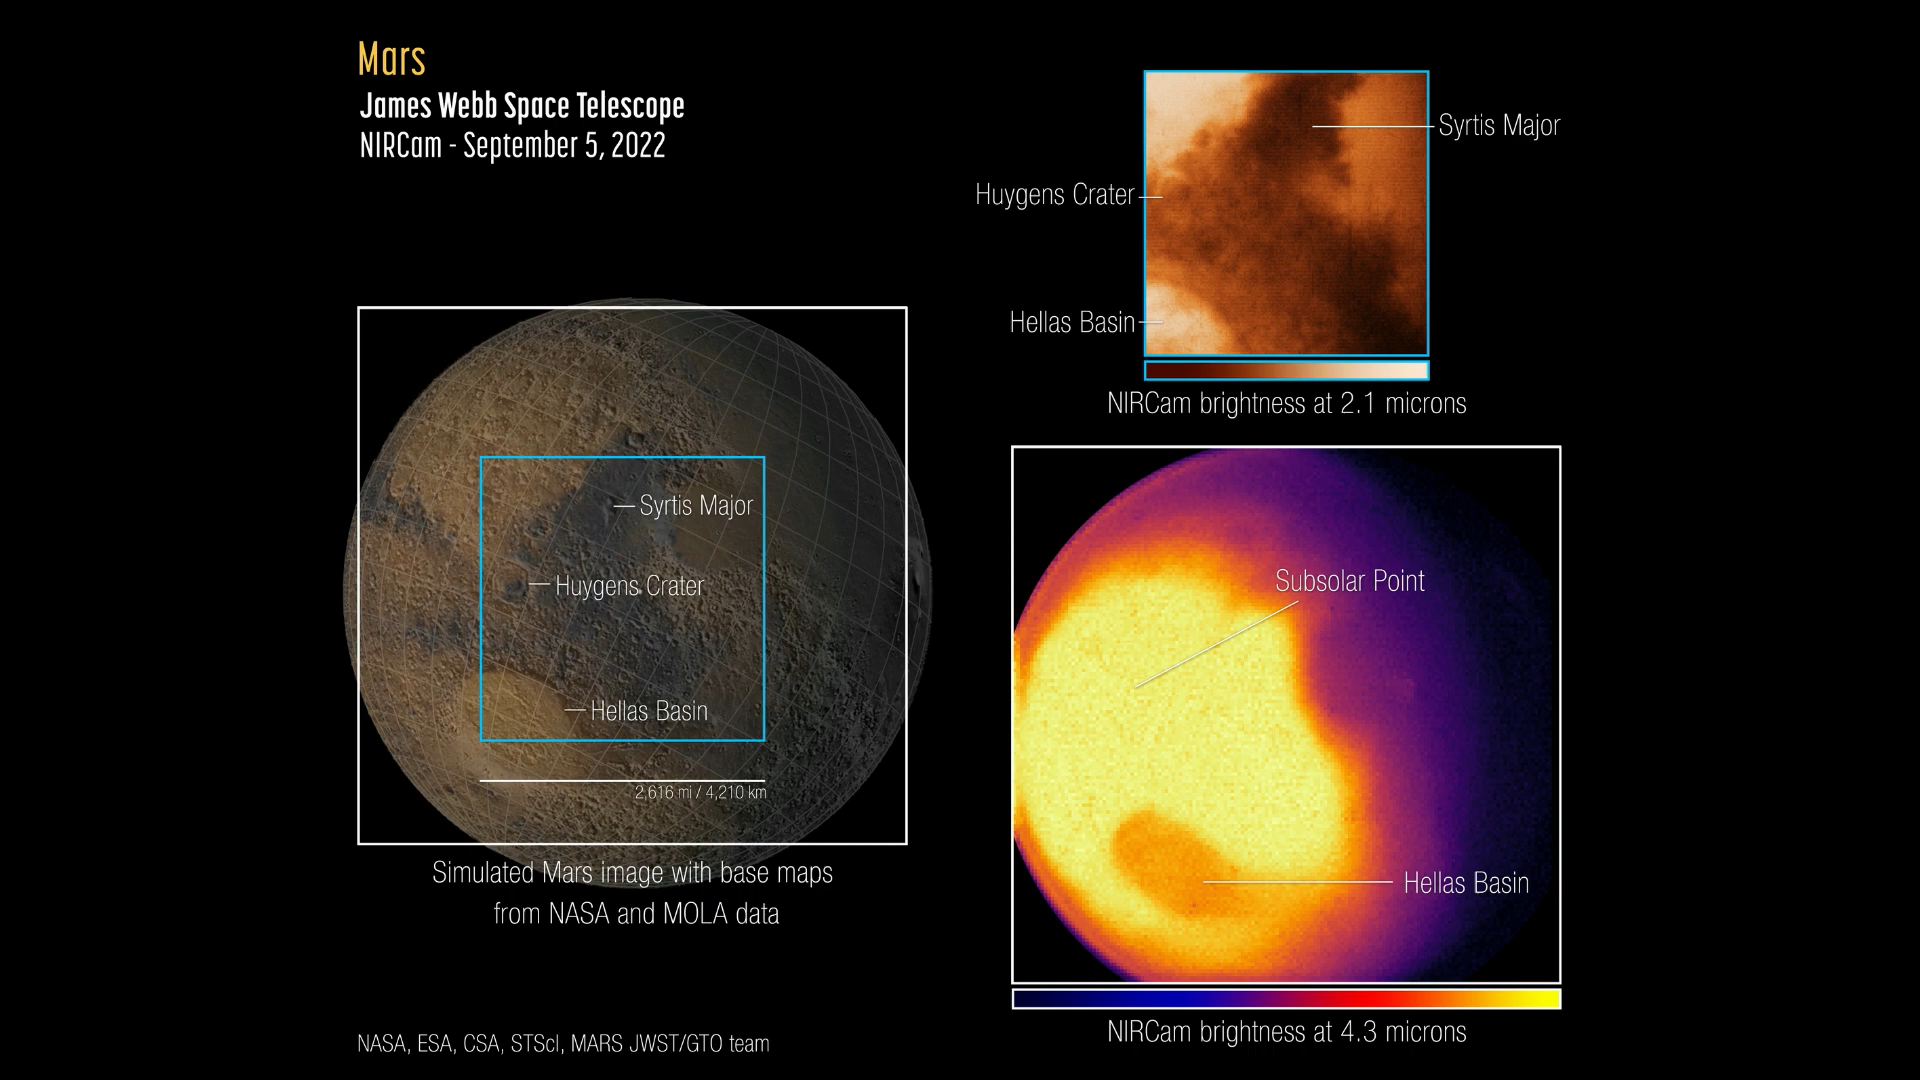 Mars
James Webb Space Telescope
NIRCam - September 5, 2022
Syrtis Major
Huygens Crater
Hellas Basin
2,616 mi / 4,210 km
Simulated Mars image with base maps
from NASA and MOLA data
Syrtis Major
Huygens Crater
Hellas Basin
NIRCam brightness at 2.1 microns
Subsolar Point
Hellas Basin
NIRCam brightness at 4.3 microns
NASA, ESA, CSA, STScI, MARS JWST/GTO team